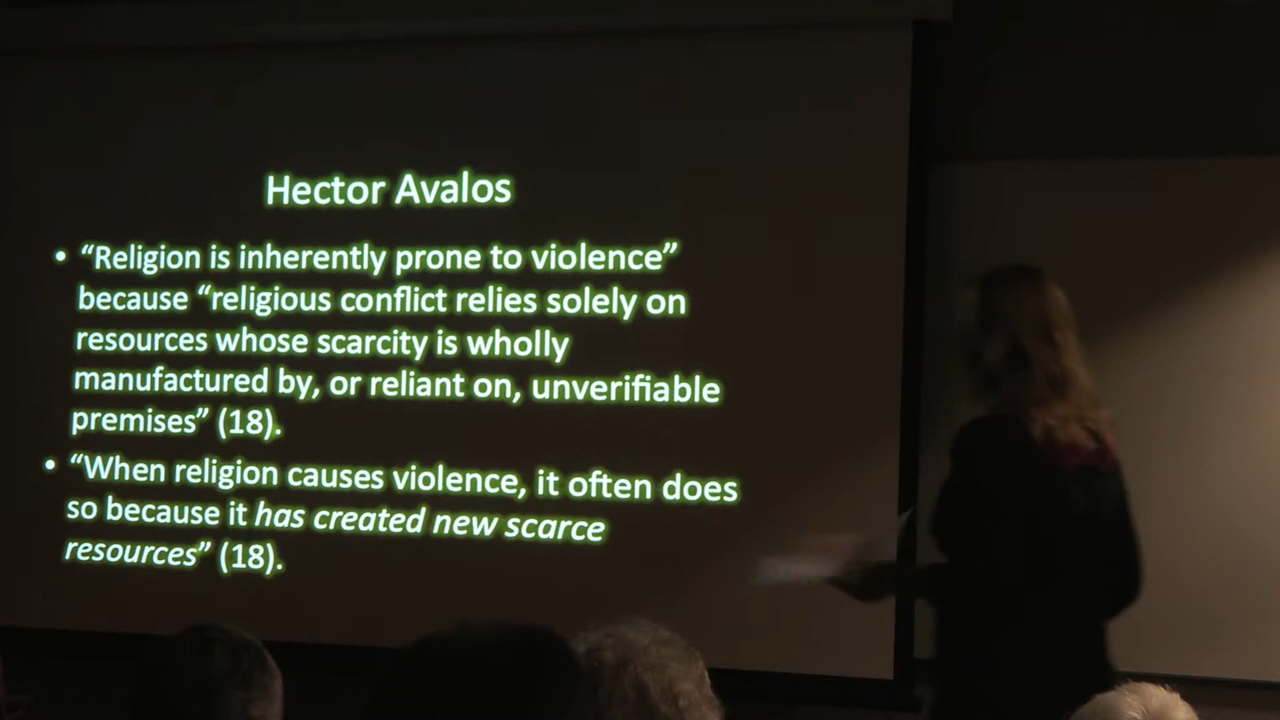 Hector Avalos
• “Religion is inherently prone to violence”
because “religious conflict relies solely on
resources whose scarcity is wholly
manufactured by, or reliant on, unverifiable
premises” (18).
• “When religion causes violence, it often does
so because it has created new scarce
resources” (18).